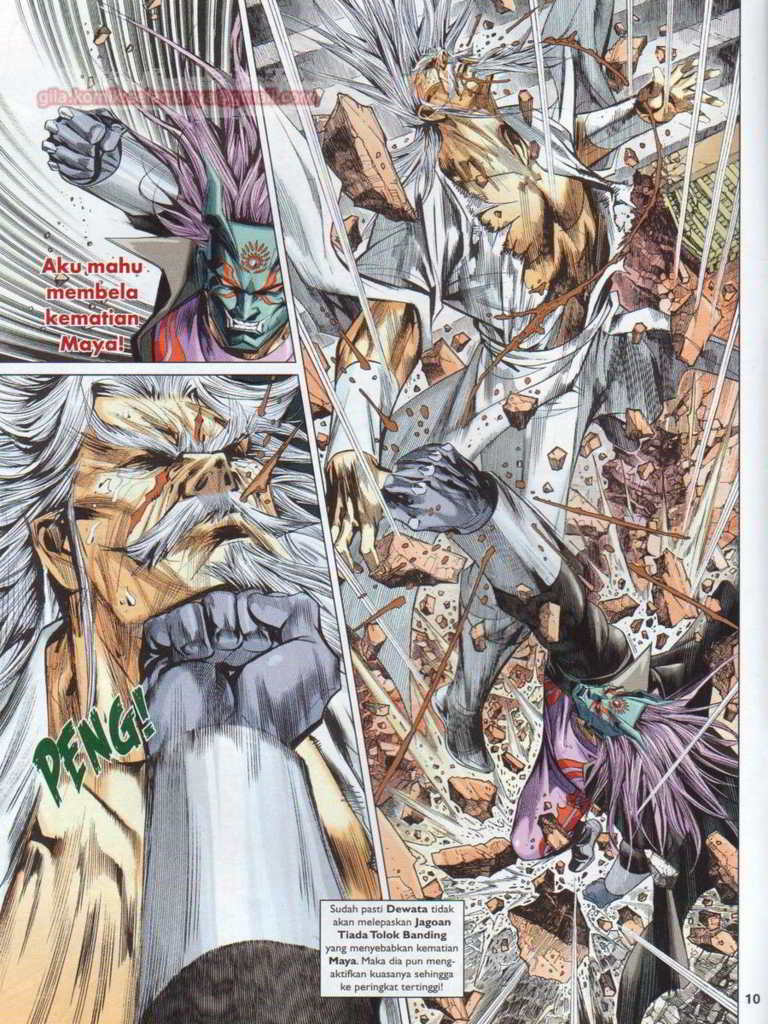 Aku mahu
membela
kematian
Maya!
PENG!
Sudah pasti Dewata tidak
akan melepaskan Jagoan
Tiada Tolok Banding
yang menyebabkan kematian
Maya. Maka dia pun meng-
aktifkan kuasanya sehingga
ke peringkat tertinggi!
10